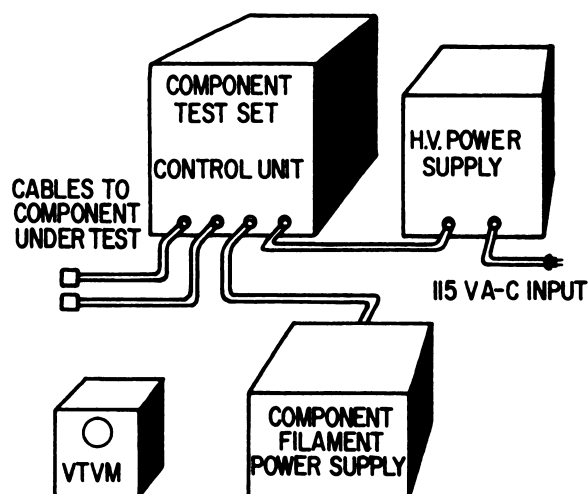 COMPONENT
TEST SET
CONTROL UNIT
H.V. POWER
SUPPLY
CABLES TO
COMPONENT
UNDER TEST
115 V A-C INPUT
COMPONENT
FILAMENT
POWER SUPPLY
VTVM